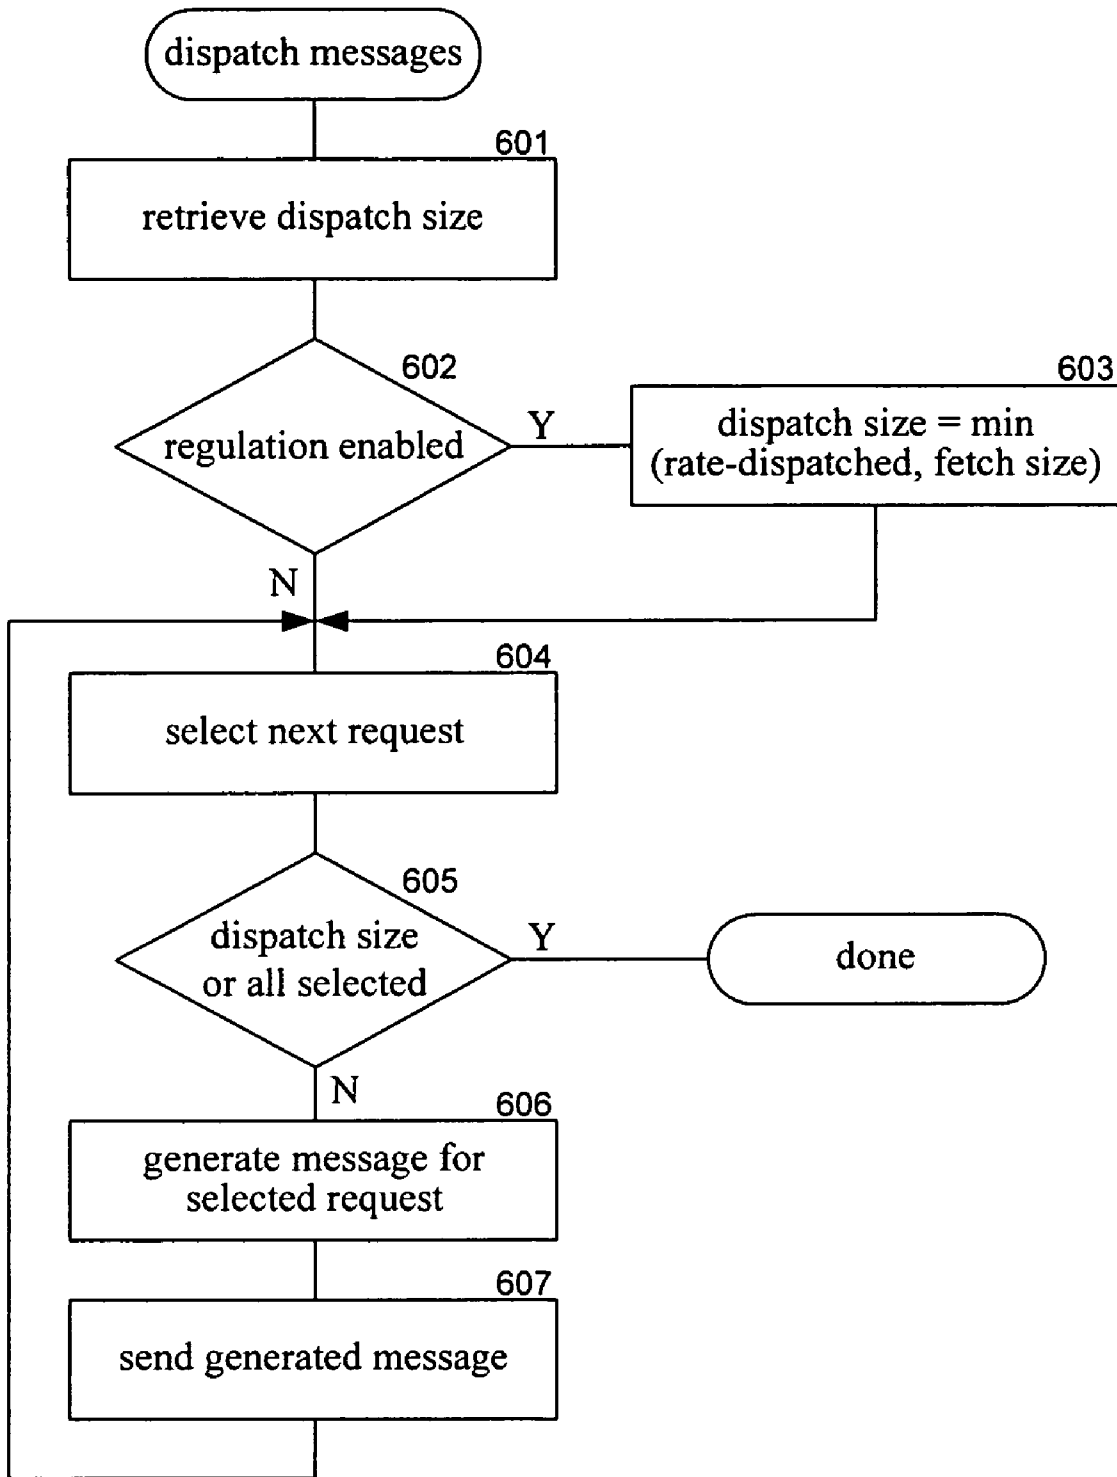 dispatch messages
601
retrieve dispatch size
602
regulation enabled
Y
603
dispatch size = min
(rate-dispatched, fetch size)
N
604
select next request
605
dispatch size
or all selected
Y
done
N
606
generate message for
selected request
607
send generated message